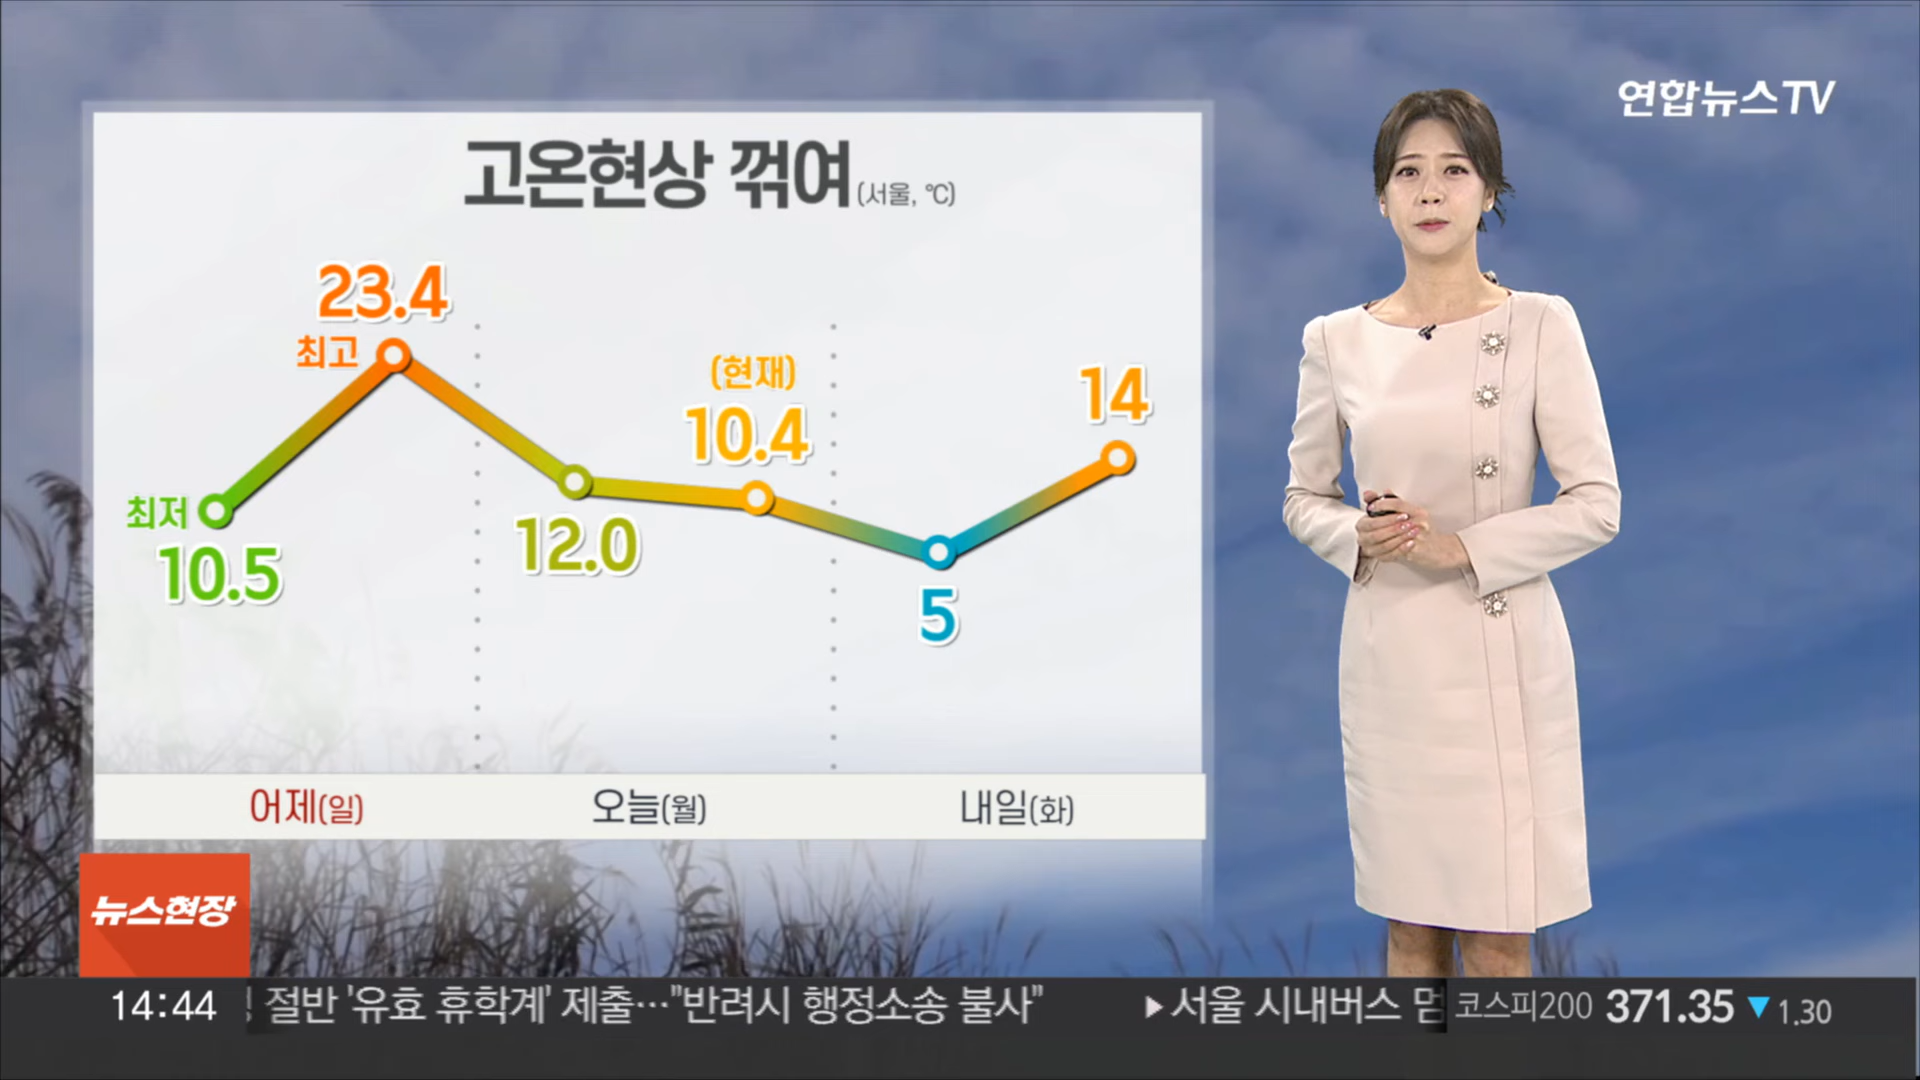 연합뉴스TV
고온현상 꺾여(서울, ℃)
23.4
최고
(현재)
10.4
14
최저
10.5
12.0
5
어제(일)
오늘(월)
내일(화)
뉴스현장
14:44
절반 '유효 휴학계' 제출…"반려시 행정소송 불사"
▶서울 시내버스 멈
코스피200 371.35 ▼1.30